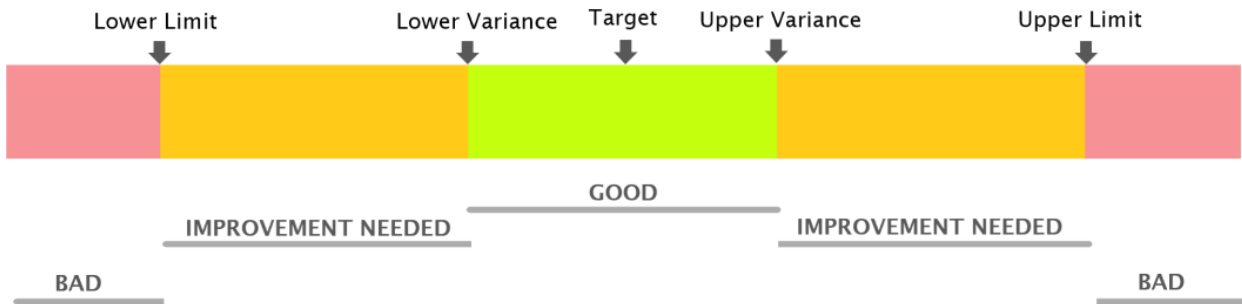 Lower Limit
Lower Variance
Target
Upper Variance
Upper Limit
GOOD
IMPROVEMENT NEEDED
IMPROVEMENT NEEDED
BAD
BAD